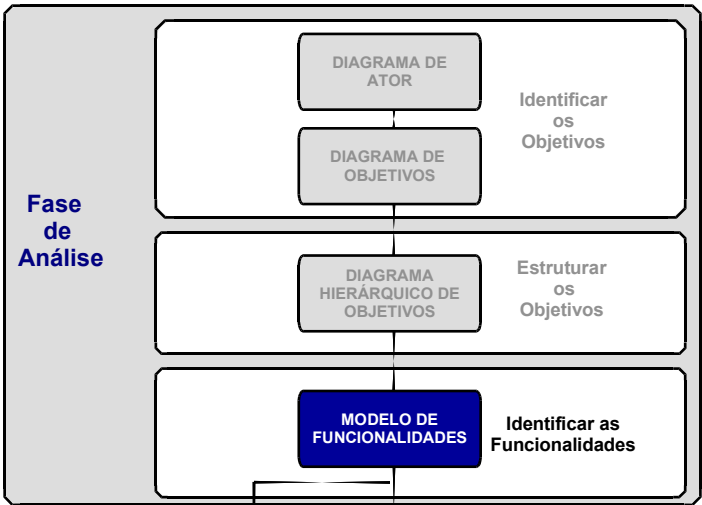 DIAGRAMA DE
ATOR
Identificar
os
Objetivos
DIAGRAMA DE
OBJETIVOS
Fase
de
Análise
DIAGRAMA
HIERÁRQUICO DE
OBJETIVOS
Estruturar
os
Objetivos
MODELO DE
FUNCIONALIDADES
Identificar as
Funcionalidades